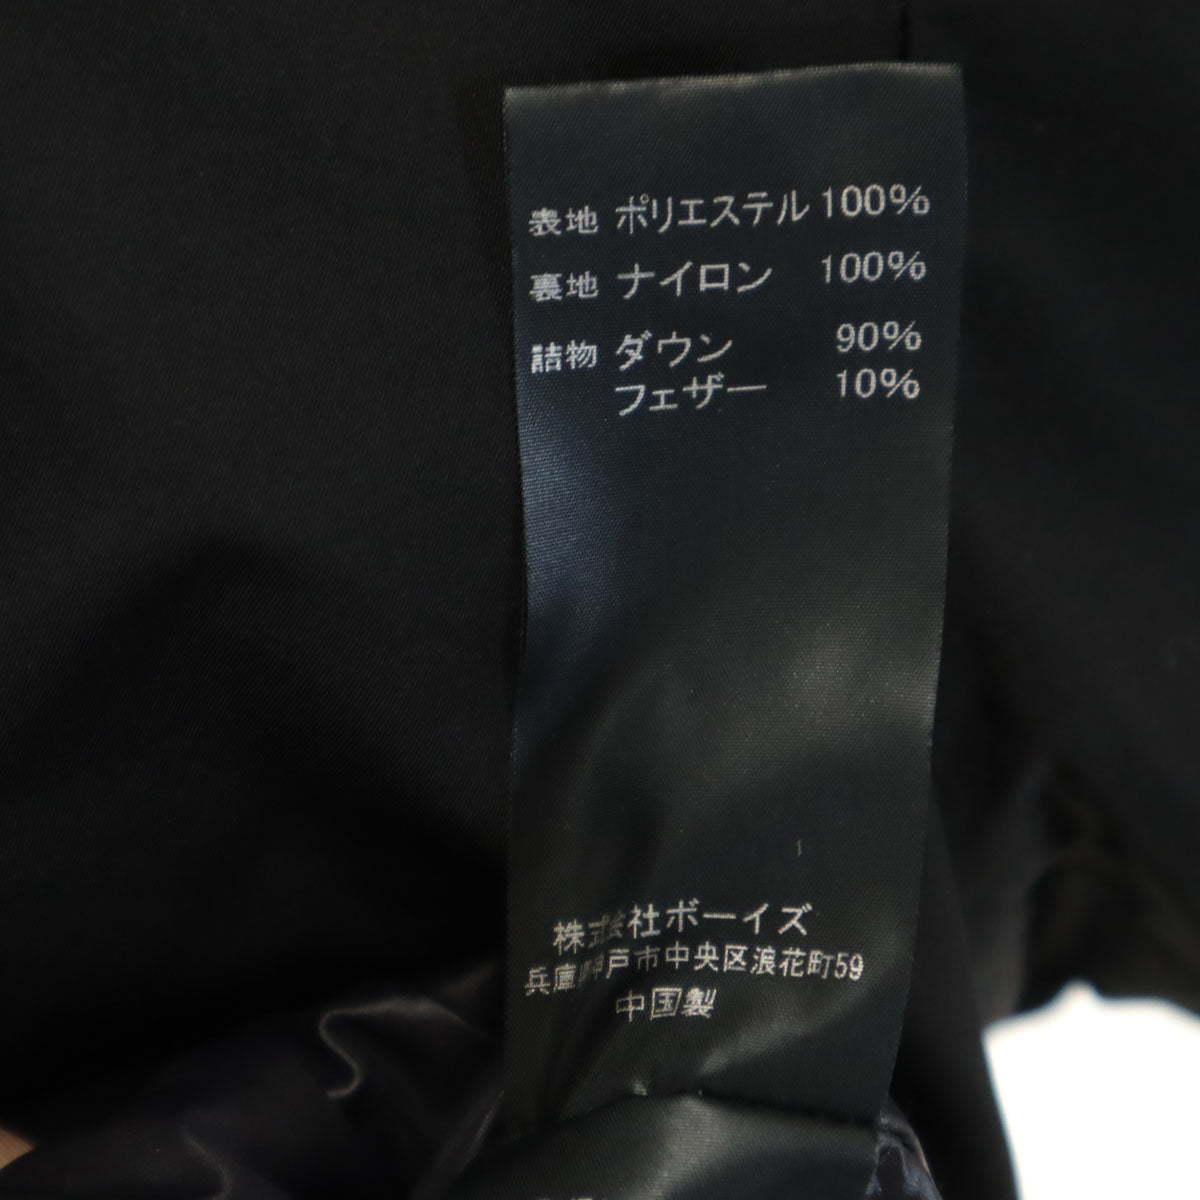 表地 ポリエステル 100%
裏地 ナイロン 100%
詰物 ダウン 90%
フェザー 10%
株式会社ボーイズ
兵庫県神戸市中央区浪花町59
中国製